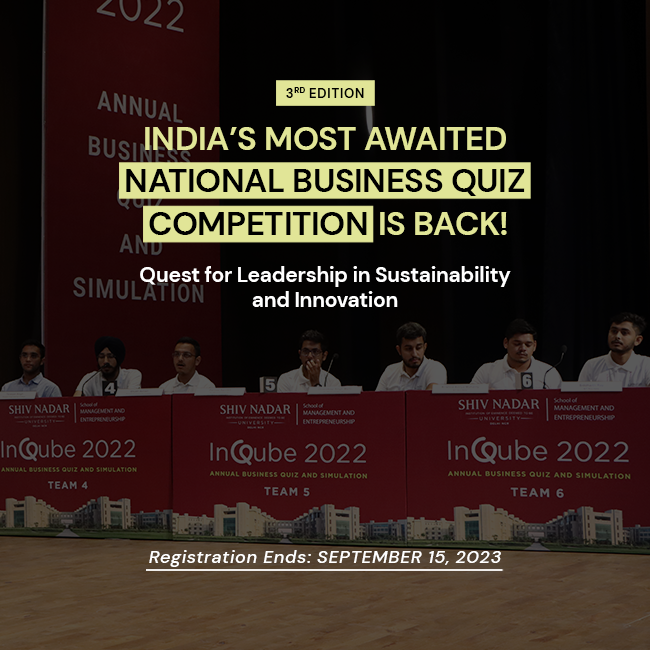 2022
ANNUAL
BUSINESS
QUIZ
AND
SIMULATION
3RD EDITION
INDIA'S MOST AWAITED
NATIONAL BUSINESS QUIZ
COMPETITION IS BACK!
Quest for Leadership in Sustainability
and Innovation
4
5
6
SHIV NADAR
UNIVERSITY
School of
MANAGEMENT AND
ENTREPRENEURSHIP
InQube 2022
ANNUAL BUSINESS QUIZ AND SIMULATION
TEAM 4
SHIV NADAR
UNIVERSITY
School of
MANAGEMENT AND
ENTREPRENEURSHIP
InQube 2022
ANNUAL BUSINESS QUIZ AND SIMULATION
TEAM 5
SHIV NADAR
UNIVERSITY
School of
MANAGEMENT AND
ENTREPRENEURSHIP
InQube 2022
ANNUAL BUSINESS QUIZ AND SIMULATION
TEAM 6
Registration Ends: SEPTEMBER 15, 2023